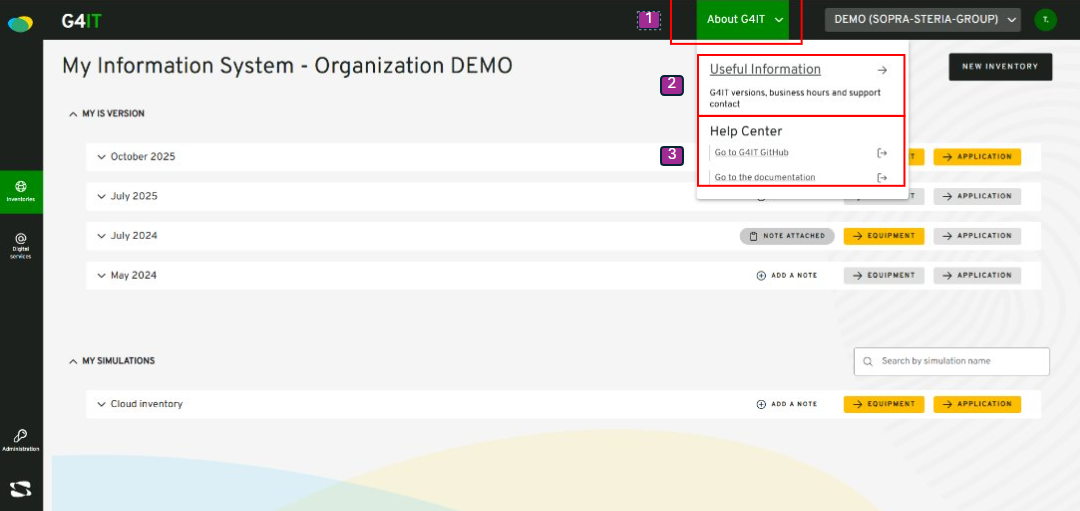 G4IT
1
About G4IT
DEMO (SOPRA-STERIA-GROUP)
T.
My Information System - Organization DEMO
NEW INVENTORY
2
Useful Information
G4IT versions, business hours and support
contact
MY IS VERSION
Help Center
3
Go to G4IT GitHub
Go to the documentation
October 2025
T
APPLICATION
Inventories
July 2025
T
APPLICATION
Digital
services
July 2024
NOTE ATTACHED
EQUIPMENT
APPLICATION
May 2024
ADD A NOTE
EQUIPMENT
APPLICATION
MY SIMULATIONS
Search by simulation name
Cloud inventory
ADD A NOTE
EQUIPMENT
APPLICATION
Administration